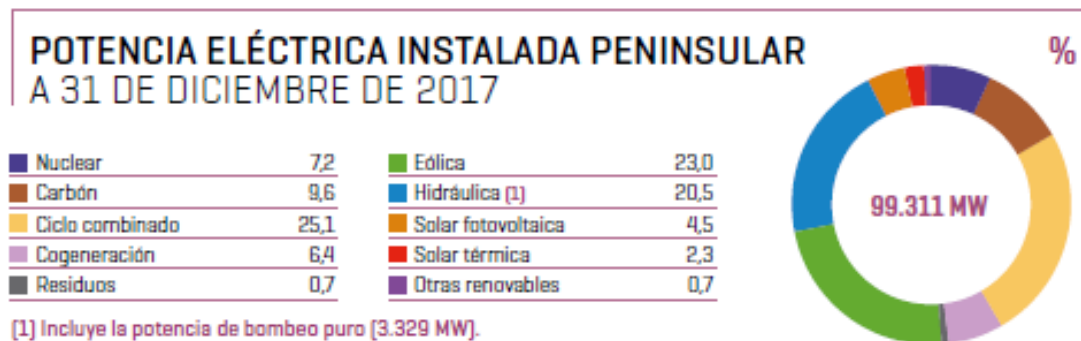 POTENCIA ELÉCTRICA INSTALADA PENINSULAR %
A 31 DE DICIEMBRE DE 2017
Nuclear 7,2
Carbón 9,6
Ciclo combinado 25,1
Cogeneración 6,4
Residuos 0,7
Eólica 23,0
Hidráulica (1) 20,5
Solar fotovoltaica 4,5
Solar térmica 2,3
Otras renovables 0,7
99.311 MW
(1) Incluye la potencia de bombeo puro (3.329 MW).